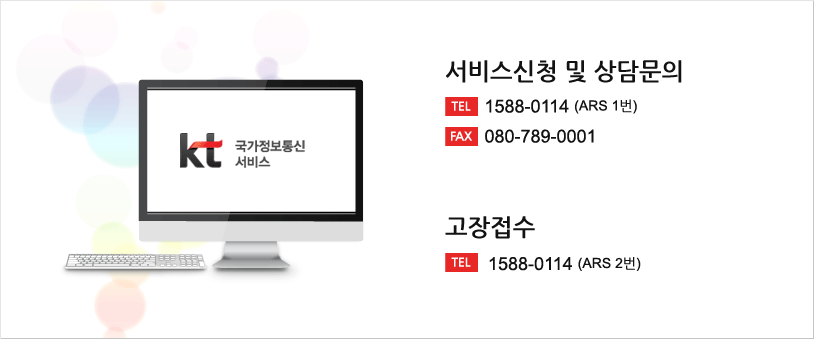 kt 국가정보통신
서비스
서비스신청 및 상담문의
TEL 1588-0114 (ARS 1번)
FAX 080-789-0001
고장접수
TEL 1588-0114 (ARS 2번)